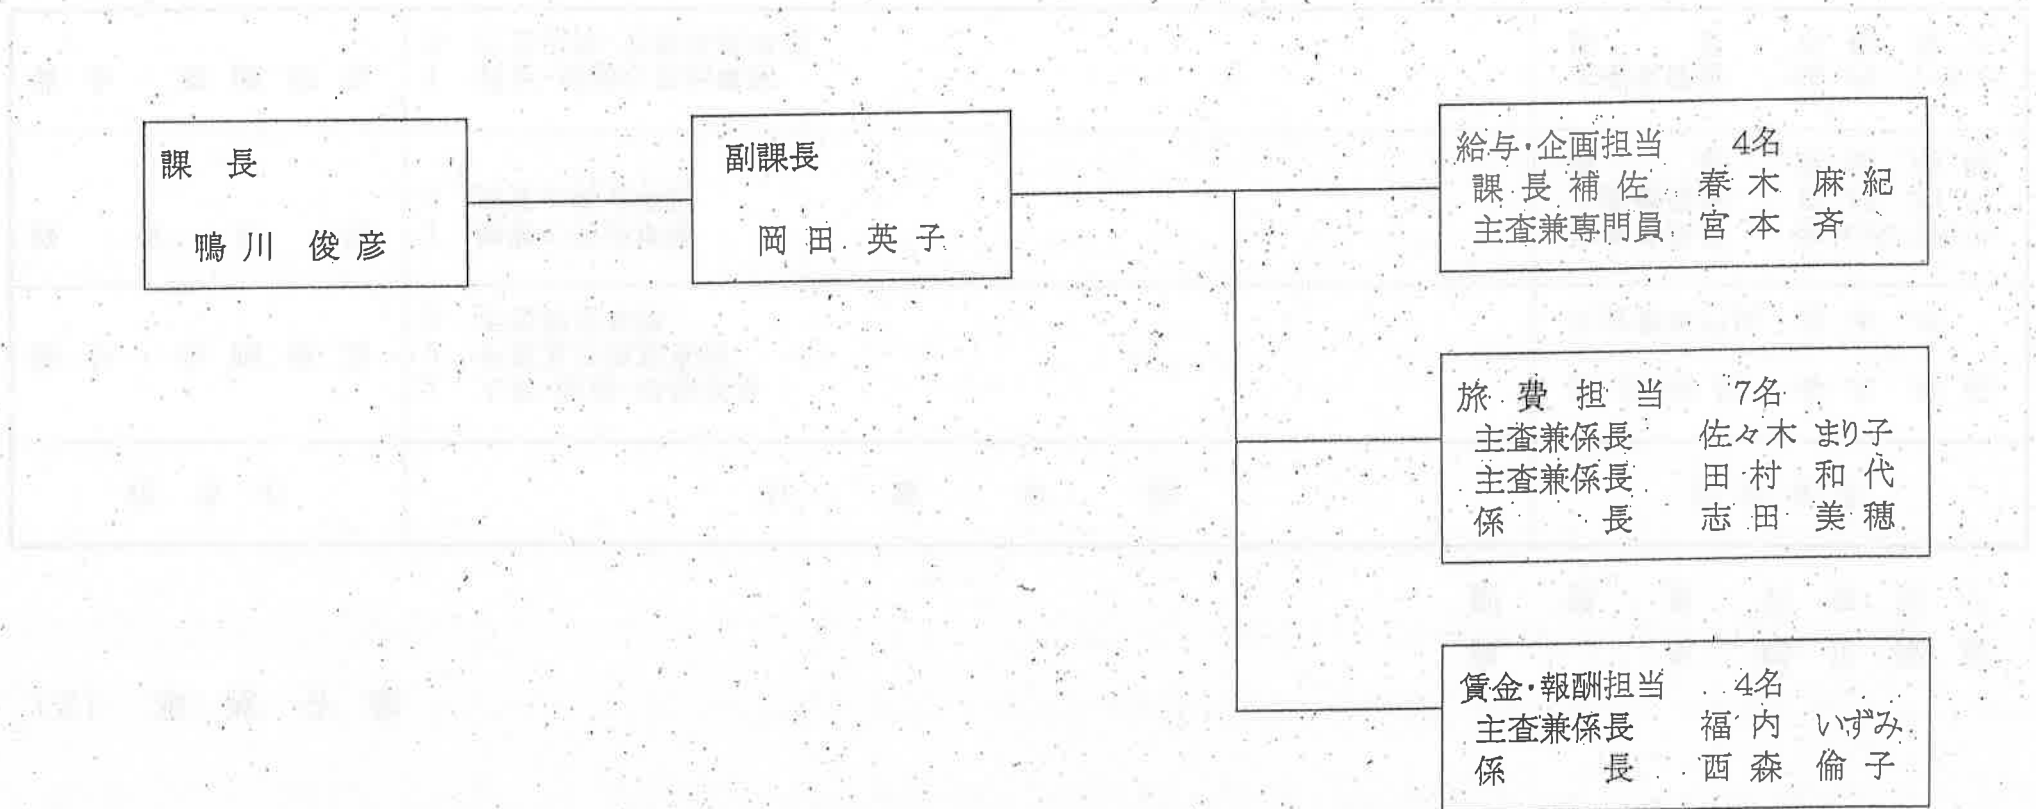 課 長
鴨 川 俊 彦
副課長
岡 田 英 子
給与・企画担当 4名
課 長 補 佐 春 木 麻 紀
主査兼専門員 宮 本 斉
旅 費 担 当 7名
主査兼係長 佐々木 まり子
主査兼係長 田 村 和 代
係 長 志 田 美 穂
賃金・報酬担当 4名
主査兼係長 福 内 いずみ
係 長 西 森 倫 子